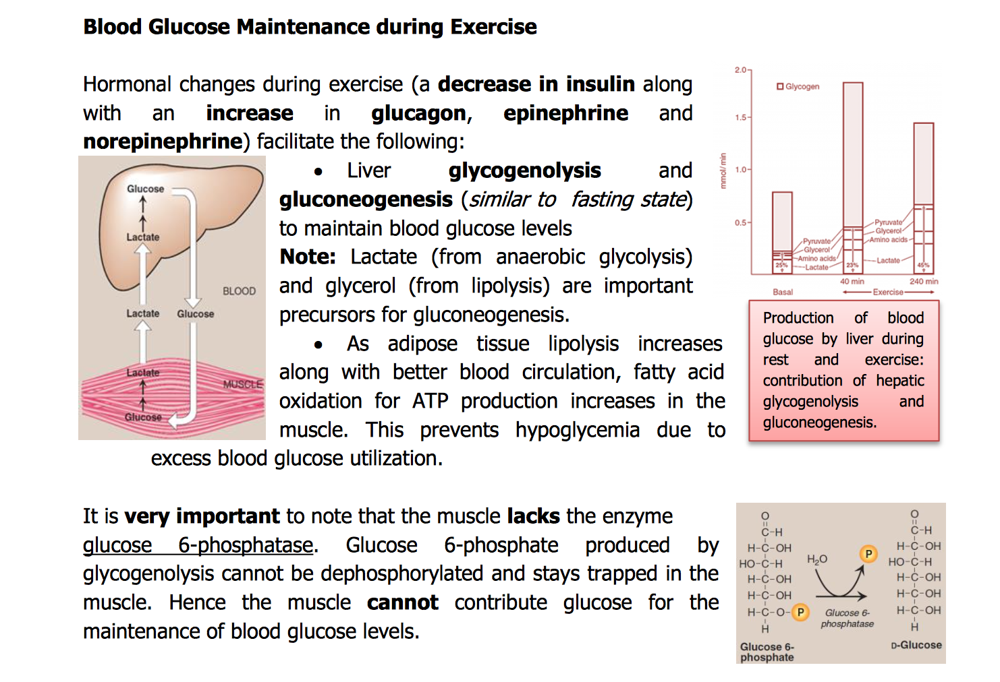 Blood Glucose Maintenance during Exercise
Hormonal changes during exercise (a decrease in insulin along
with an increase in glucagon, epinephrine and
norepinephrine) facilitate the following:
• Liver glycogenolysis and
gluconeogenesis (similar to fasting state)
to maintain blood glucose levels
Note: Lactate (from anaerobic glycolysis)
and glycerol (from lipolysis) are important
precursors for gluconeogenesis.
• As adipose tissue lipolysis increases
along with better blood circulation, fatty acid
oxidation for ATP production increases in the
muscle. This prevents hypoglycemia due to
excess blood glucose utilization.
Glucose
Lactate
BLOOD
Lactate Glucose
Lactate
MUSCLE
Glucose
2.0
Glycogen
1.5
mmol/min
1.0
0.5
Pyruvate
Glycerol
Amino acids
Lactate
Pyruvate
Glycerol
Amino acids
Lactate
25%
23%
45%
40 min 240 min
Basal Exercise
Production of blood
glucose by liver during
rest and exercise:
contribution of hepatic
glycogenolysis and
gluconeogenesis.
It is very important to note that the muscle lacks the enzyme
glucose 6-phosphatase. Glucose 6-phosphate produced by
glycogenolysis cannot be dephosphorylated and stays trapped in the
muscle. Hence the muscle cannot contribute glucose for the
maintenance of blood glucose levels.
O
C-H
H-C-OH
HO-C-H
H-C-OH
H-C-OH
H-C-O-P
H
Glucose 6-
phosphate
H₂O
P
Glucose 6-
phosphatase
O
C-H
H-C-OH
HO-C-H
H-C-OH
H-C-OH
H-C-OH
H
D-Glucose